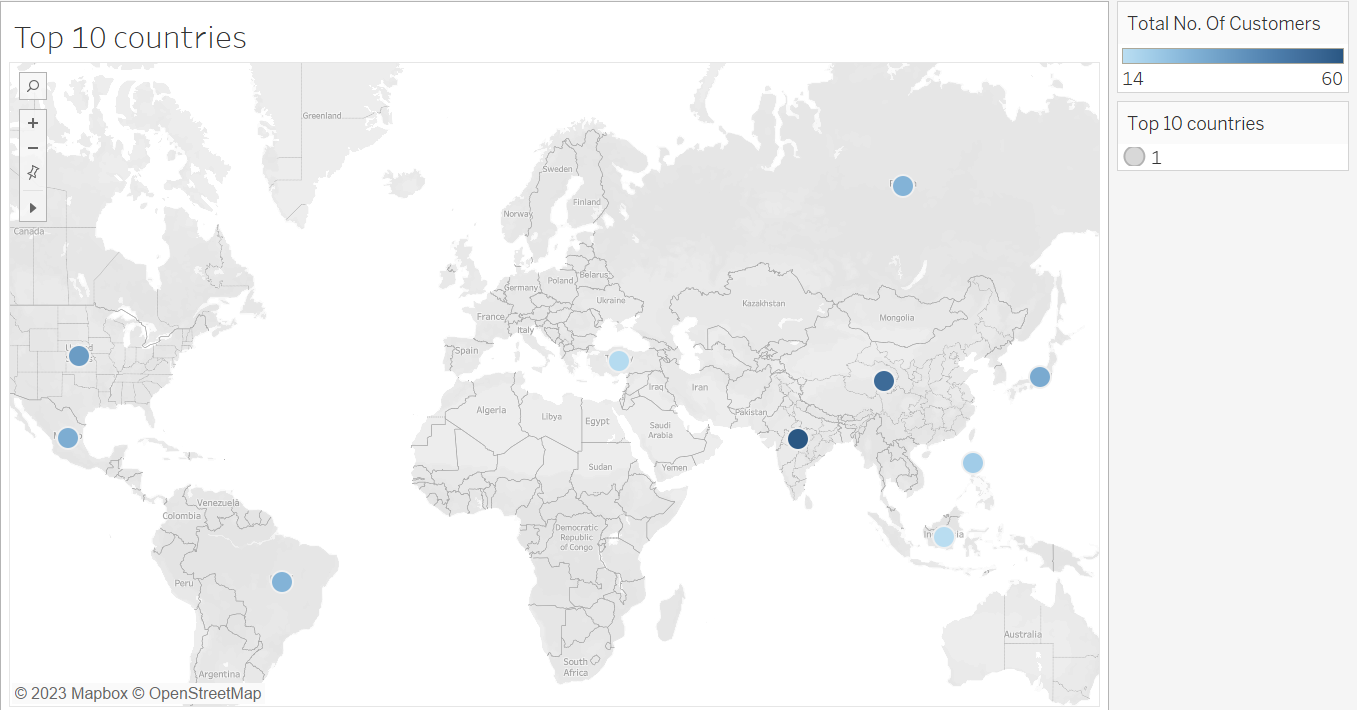 Top 10 countries
Total No. Of Customers
14 60
Top 10 countries
1
Greenland
Sweden
Finland
Norway
Canada
Belarus
Poland
Germany
Ukraine
Kazakhstan
France
Mongolia
Italy
Spain
Iraq
Iran
Algeria
Pakistan
Libya
Egypt
Saudi
Arabia
Sudan
Yemen
Venezuela
Colombia
Democratic
Republic
of Congo
Peru
Australia
South
Africa
Argentina
© 2023 Mapbox © OpenStreetMap